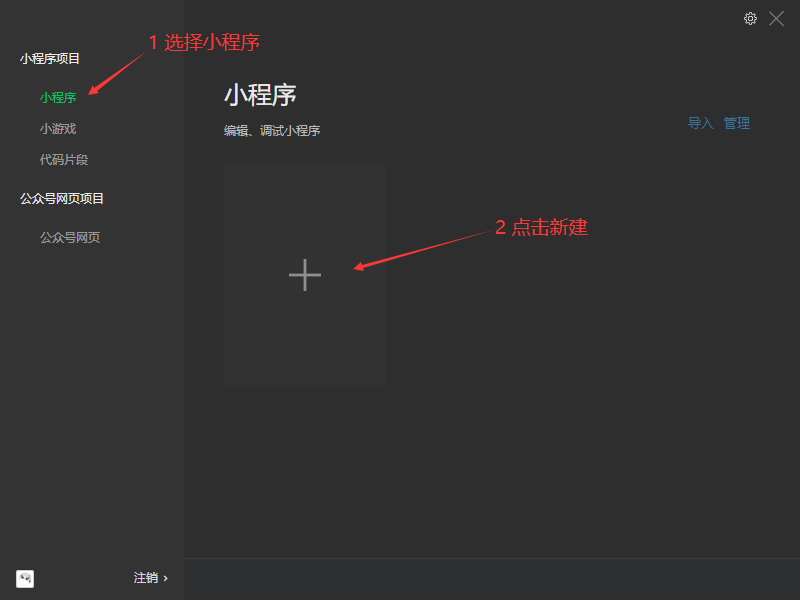 1 选择小程序
小程序项目
小程序
小游戏
代码片段
公众号网页项目
公众号网页
注销 ›
小程序
编辑、调试小程序
导入 管理
2 点击新建